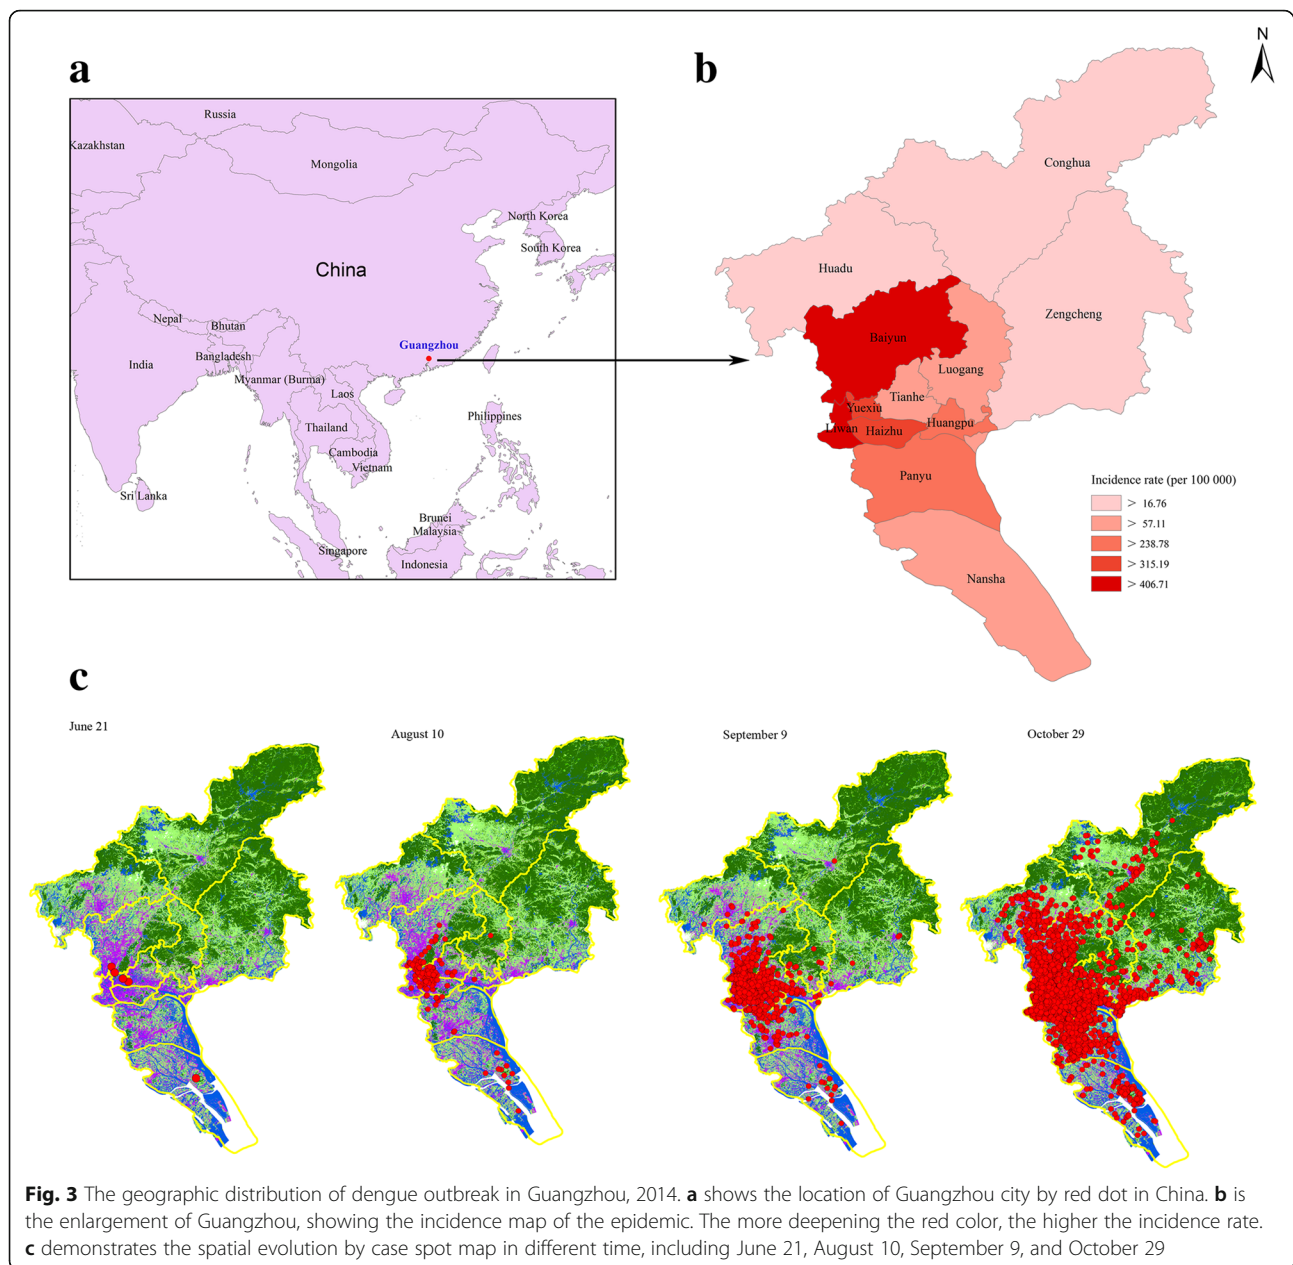 a
Russia
Kazakhstan
Mongolia
North Korea
South Korea
China
Nepal
Bhutan
Guangzhou
Bangladesh
India
Myanmar (Burma)
Laos
Thailand
Philippines
Cambodia
Vietnam
Sri Lanka
Brunei
Malaysia
Singapore
Indonesia
b
N
Conghua
Huadu
Zengcheng
Baiyun
Luogang
Tianhe
Yuexiu
Huangpu
Liwan
Haizhu
Panyu
Nansha
Incidence rate (per 100 000)
> 16.76
> 57.11
> 238.78
> 315.19
> 406.71
c
June 21
August 10
September 9
October 29
Fig. 3 The geographic distribution of dengue outbreak in Guangzhou, 2014. a shows the location of Guangzhou city by red dot in China. b is
the enlargement of Guangzhou, showing the incidence map of the epidemic. The more deepening the red color, the higher the incidence rate.
c demonstrates the spatial evolution by case spot map in different time, including June 21, August 10, September 9, and October 29